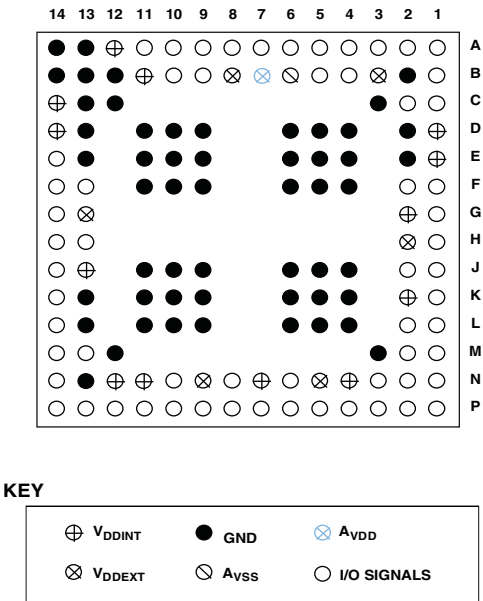 14 13 12 11 10 9 8 7 6 5 4 3 2 1
A
B
C
D
E
F
G
H
J
K
L
M
N
P
KEY
VDDINT GND AVDD
VDDEXT AVSS I/O SIGNALS